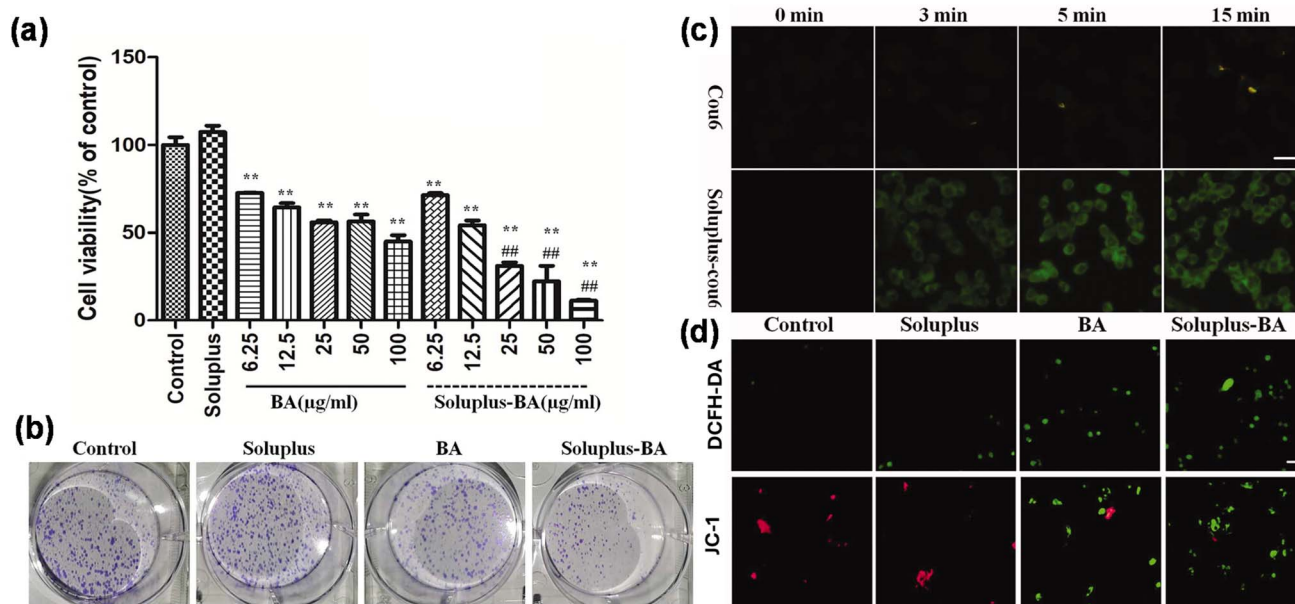 (a)
Cell viability(% of control)
150
100
50
0
** ** ** ** ** ** ** ** ** **
## ## ##
Control Soluplus 6.25 12.5 25 50 100 6.25 12.5 25 50 100
BA(μg/ml) Soluplus-BA(μg/ml)
(b)
Control Soluplus BA Soluplus-BA
(c)
0 min 3 min 5 min 15 min
Cou6
Soluplus-cou6
(d)
Control Soluplus BA Soluplus-BA
DCFH-DA
JC-1